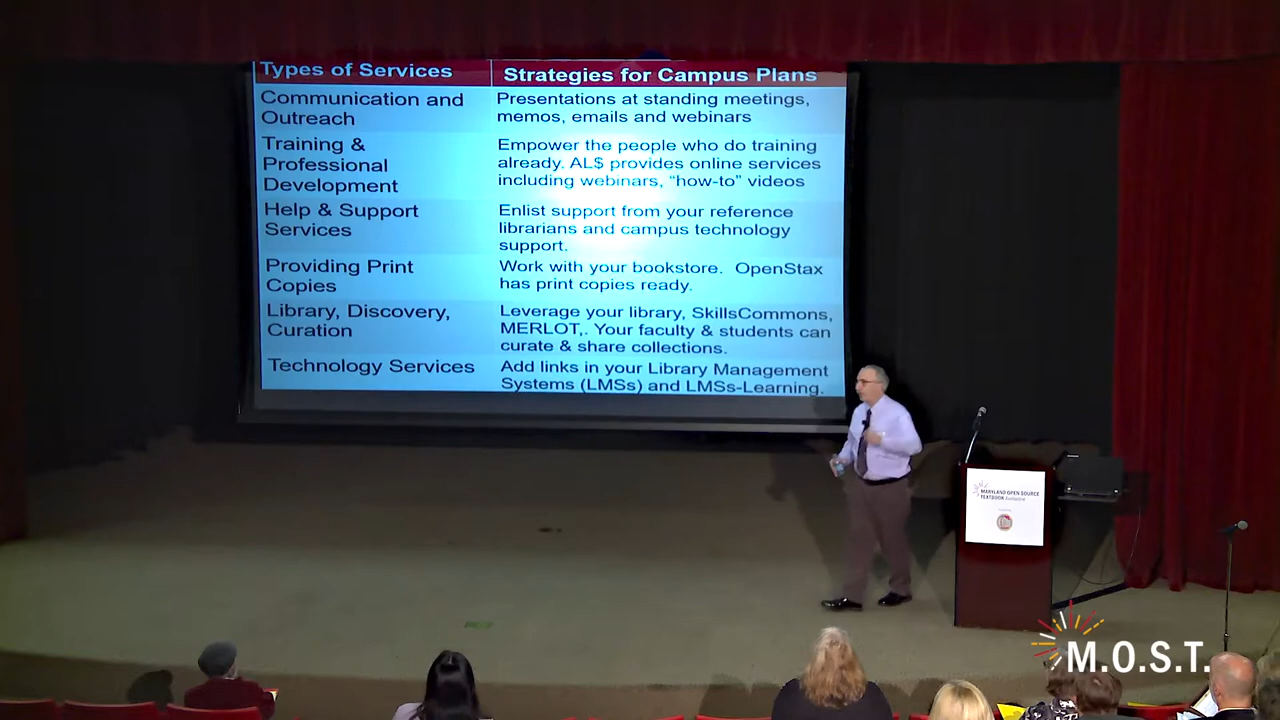 Types of Services
Strategies for Campus Plans
Communication and
Outreach
Presentations at standing meetings,
memos, emails and webinars
Training &
Professional
Development
Empower the people who do training
already. AL$ provides online services
including webinars, “how-to” videos
Help & Support
Services
Enlist support from your reference
librarians and campus technology
support.
Providing Print
Copies
Work with your bookstore. OpenStax
has print copies ready.
Library, Discovery,
Curation
Leverage your library, SkillsCommons,
MERLOT,. Your faculty & students can
curate & share collections.
Technology Services
Add links in your Library Management
Systems (LMSs) and LMSs-Learning.
MARYLAND OPEN SOURCE
TEXTBOOK
M.O.S.T.